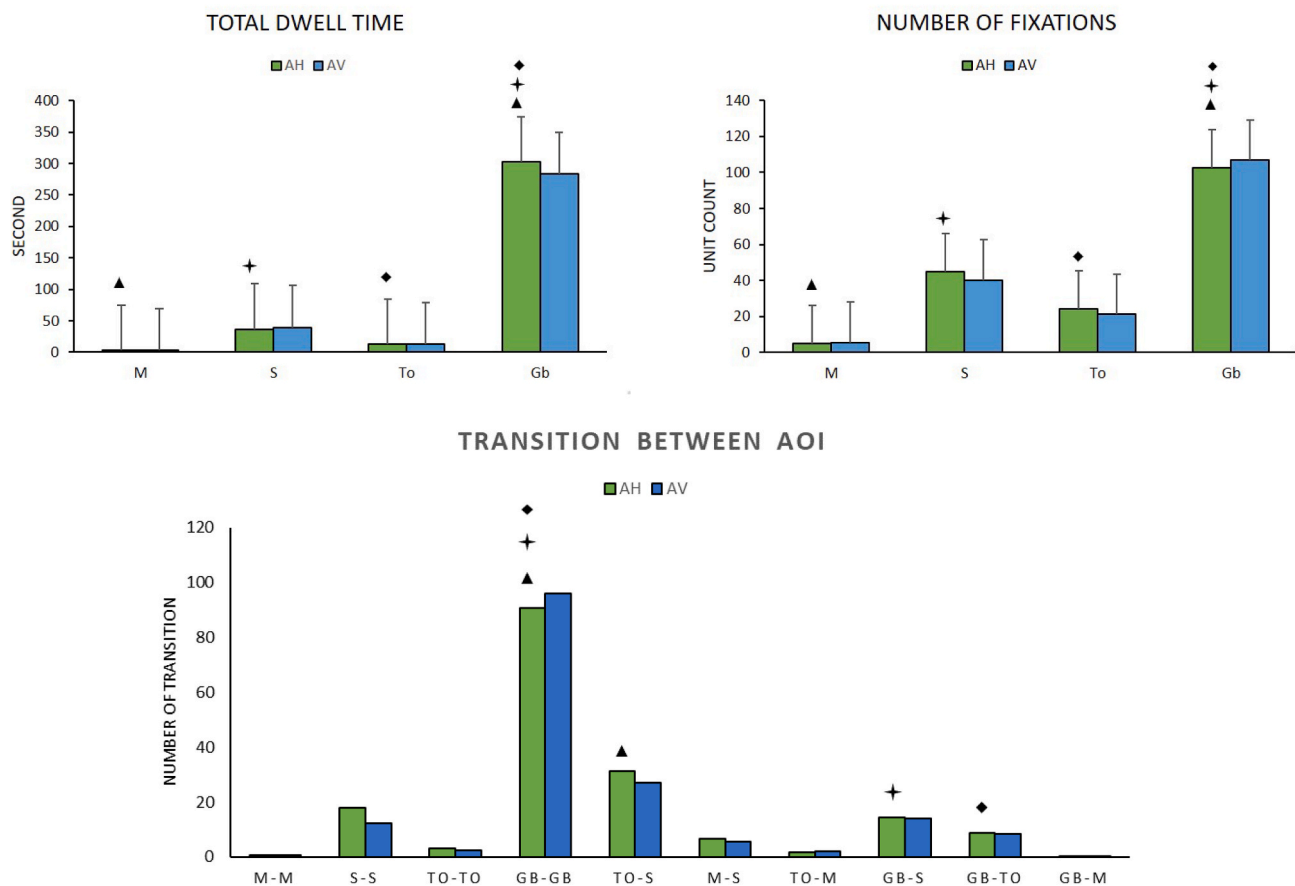 TOTAL DWELL TIME
AH AV
400
350
300
250
200
150
100
50
0
SECOND
M S To Gb
NUMBER OF FIXATIONS
AH AV
140
120
100
80
60
40
20
0
UNIT COUNT
M S To Gb
TRANSITION BETWEEN AOI
AH AV
120
100
80
60
40
20
0
NUMBER OF TRANSITION
M-M S-S TO-TO GB-GB TO-S M-S TO-M GB-S GB-TO GB-M